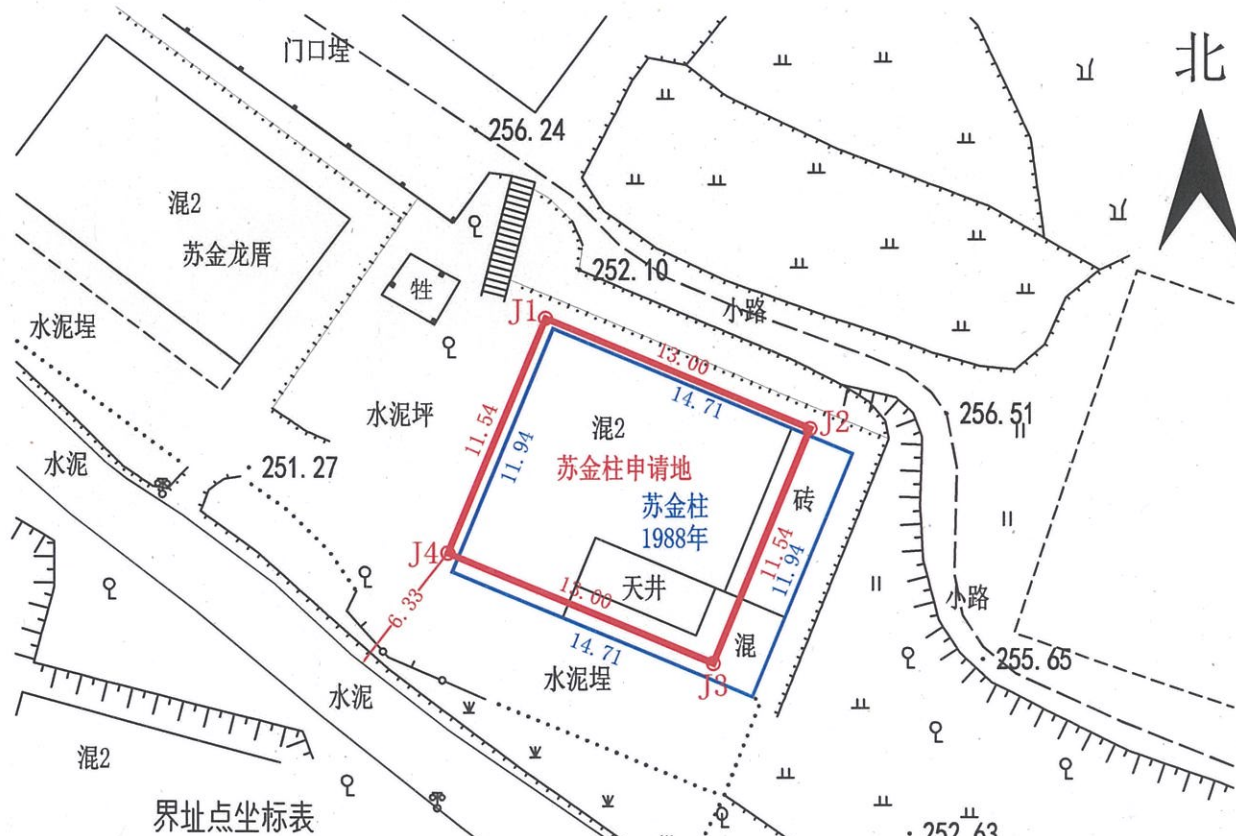 门口埕
北
256.24
混2
苏金龙厝
252.10
牲
小路
水泥埕
J1
13.00
14.71
水泥坪
11.54
11.94
混2
J2
256.51
苏金柱申请地
砖
苏金柱
1988年
水泥
251.27
J4
11.54
11.94
天井
13.00
小路
6.33
混
14.71
255.65
水泥埕
J3
水泥
混2
界址点坐标表
252.63